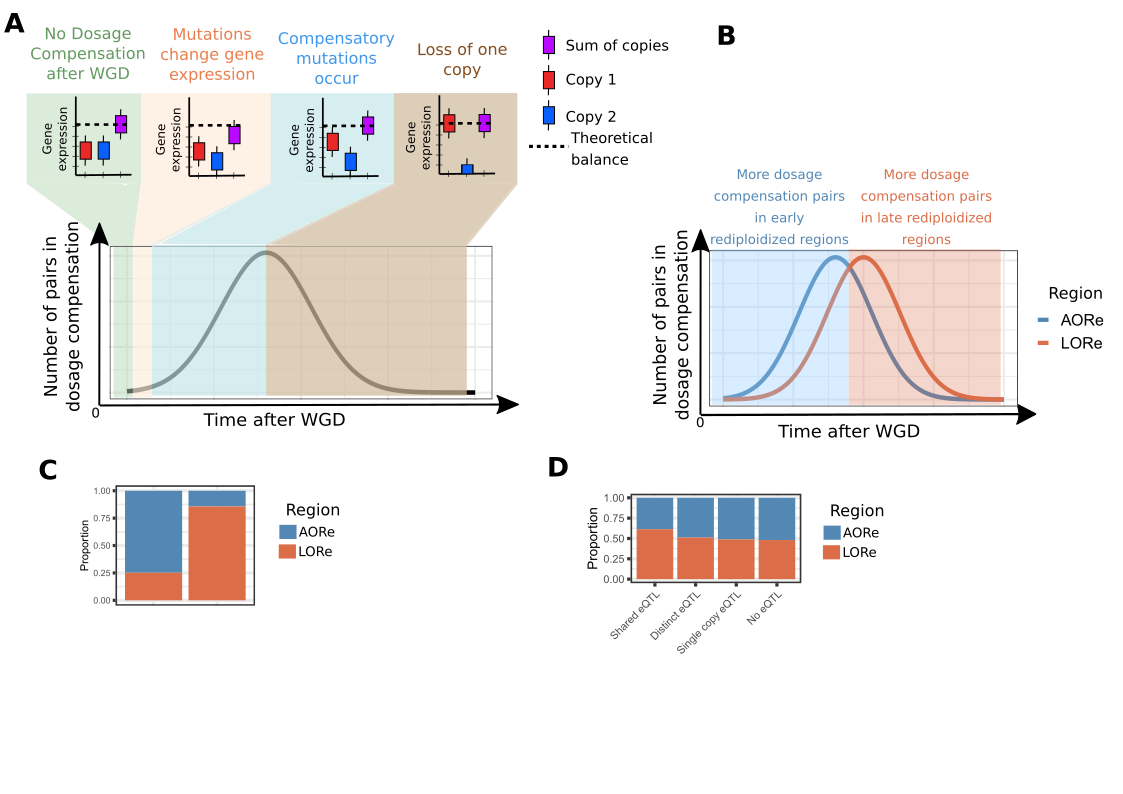 A
No Dosage
Compensation
after WGD
Mutations
change gene
expression
Compensatory
mutations
occur
Loss of one
copy
Sum of copies
Copy 1
Copy 2
Theoretical
balance
Gene
expression
Gene
expression
Gene
expression
Gene
expression
Number of pairs in
dosage compensation
0
Time after WGD
B
More dosage
compensation pairs
in early
rediploidized regions
More dosage
compensation pairs
in late rediploidized
regions
Number of pairs in
dosage compensation
0
Time after WGD
Region
AORe
LORe
C
Proportion
1.00
0.75
0.50
0.25
0.00
Region
AORe
LORe
D
Proportion
1.00
0.75
0.50
0.25
0.00
Shared eQTL
Distinct eQTL
Single copy eQTL
No eQTL
Region
AORe
LORe